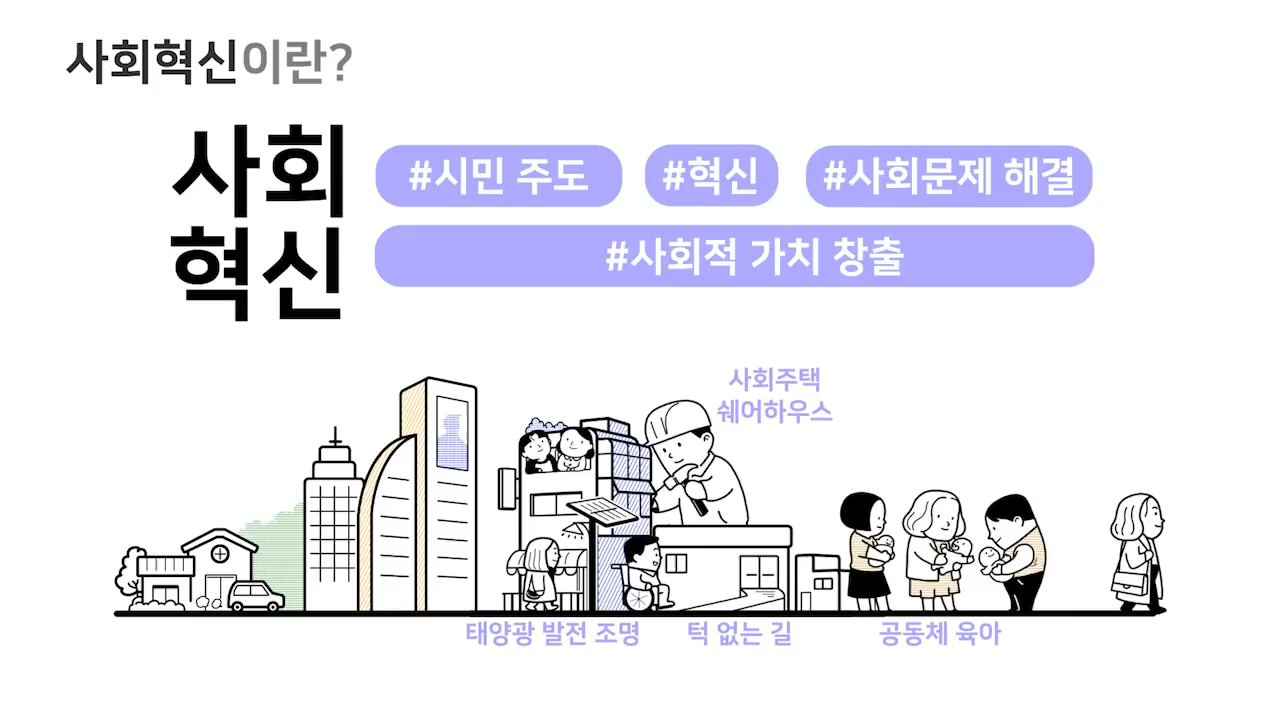 사회혁신이란?
사회
혁신
#시민 주도
#혁신
#사회문제 해결
#사회적 가치 창출
사회주택
쉐어하우스
태양광 발전 조명
턱 없는 길
공동체 육아